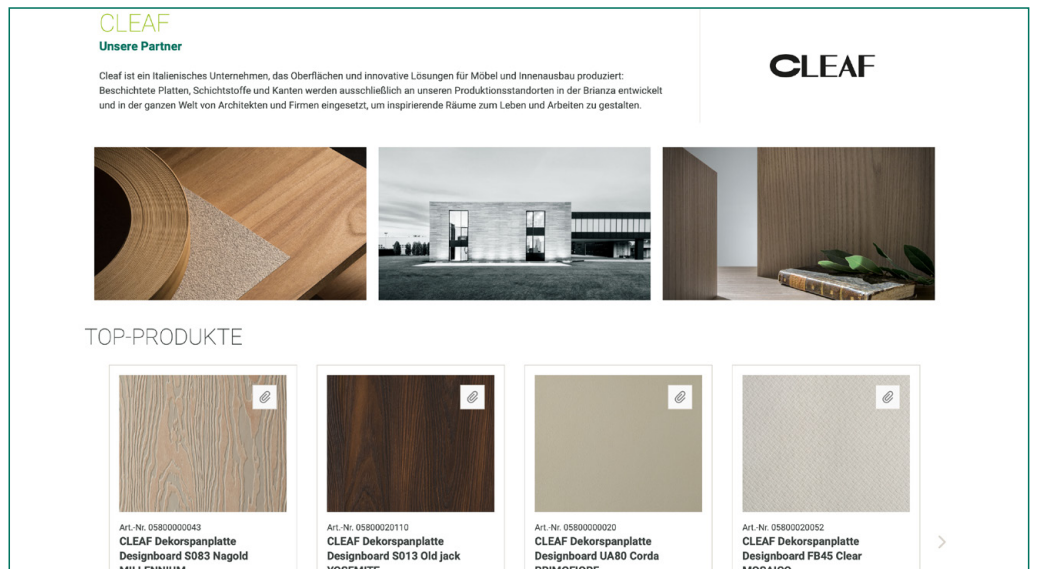 CLEAF
Unsere Partner
Cleaf ist ein Italienisches Unternehmen, das Oberflächen und innovative Lösungen für Möbel und Innenausbau produziert:
Beschichtete Platten, Schichtstoffe und Kanten werden ausschließlich an unseren Produktionsstandorten in der Brianza entwickelt
und in der ganzen Welt von Architekten und Firmen eingesetzt, um inspirierende Räume zum Leben und Arbeiten zu gestalten.
CLEAF
TOP-PRODUKTE
Art.-Nr. 05800000043
CLEAF Dekorspanplatte
Designboard S083 Nagold
MILLENNIUM
Art.-Nr. 05800020110
CLEAF Dekorspanplatte
Designboard S013 Old jack
YOSEMITE
Art.-Nr. 05800000020
CLEAF Dekorspanplatte
Designboard UA80 Corda
PRIMOFIORE
Art.-Nr. 05800020052
CLEAF Dekorspanplatte
Designboard FB45 Clear
MOSAICO